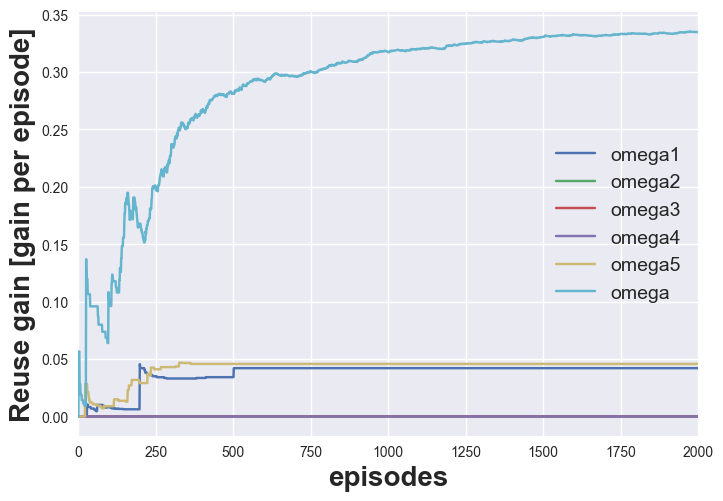 Reuse gain [gain per episode]
0.35
0.30
0.25
0.20
0.15
0.10
0.05
0.00
omega1
omega2
omega3
omega4
omega5
omega
0 250 500 750 1000 1250 1500 1750 2000
episodes